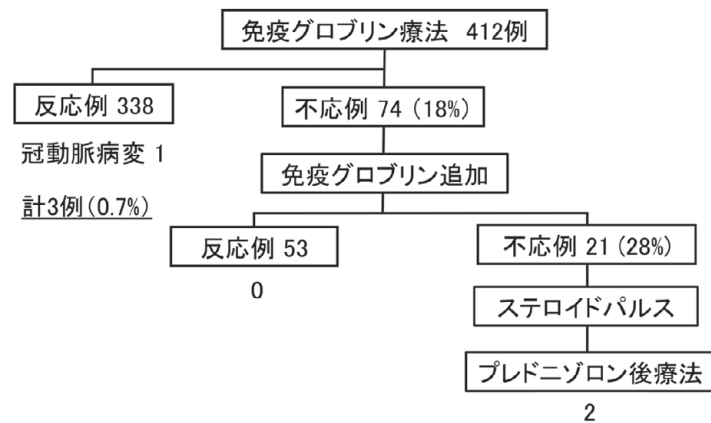 免疫グロブリン療法 412例
反応例 338
不応例 74 (18%)
冠動脈病変 1
免疫グロブリン追加
計3例(0.7%)
反応例 53
不応例 21 (28%)
0
ステロイドパルス
プレドニゾロン後療法
2